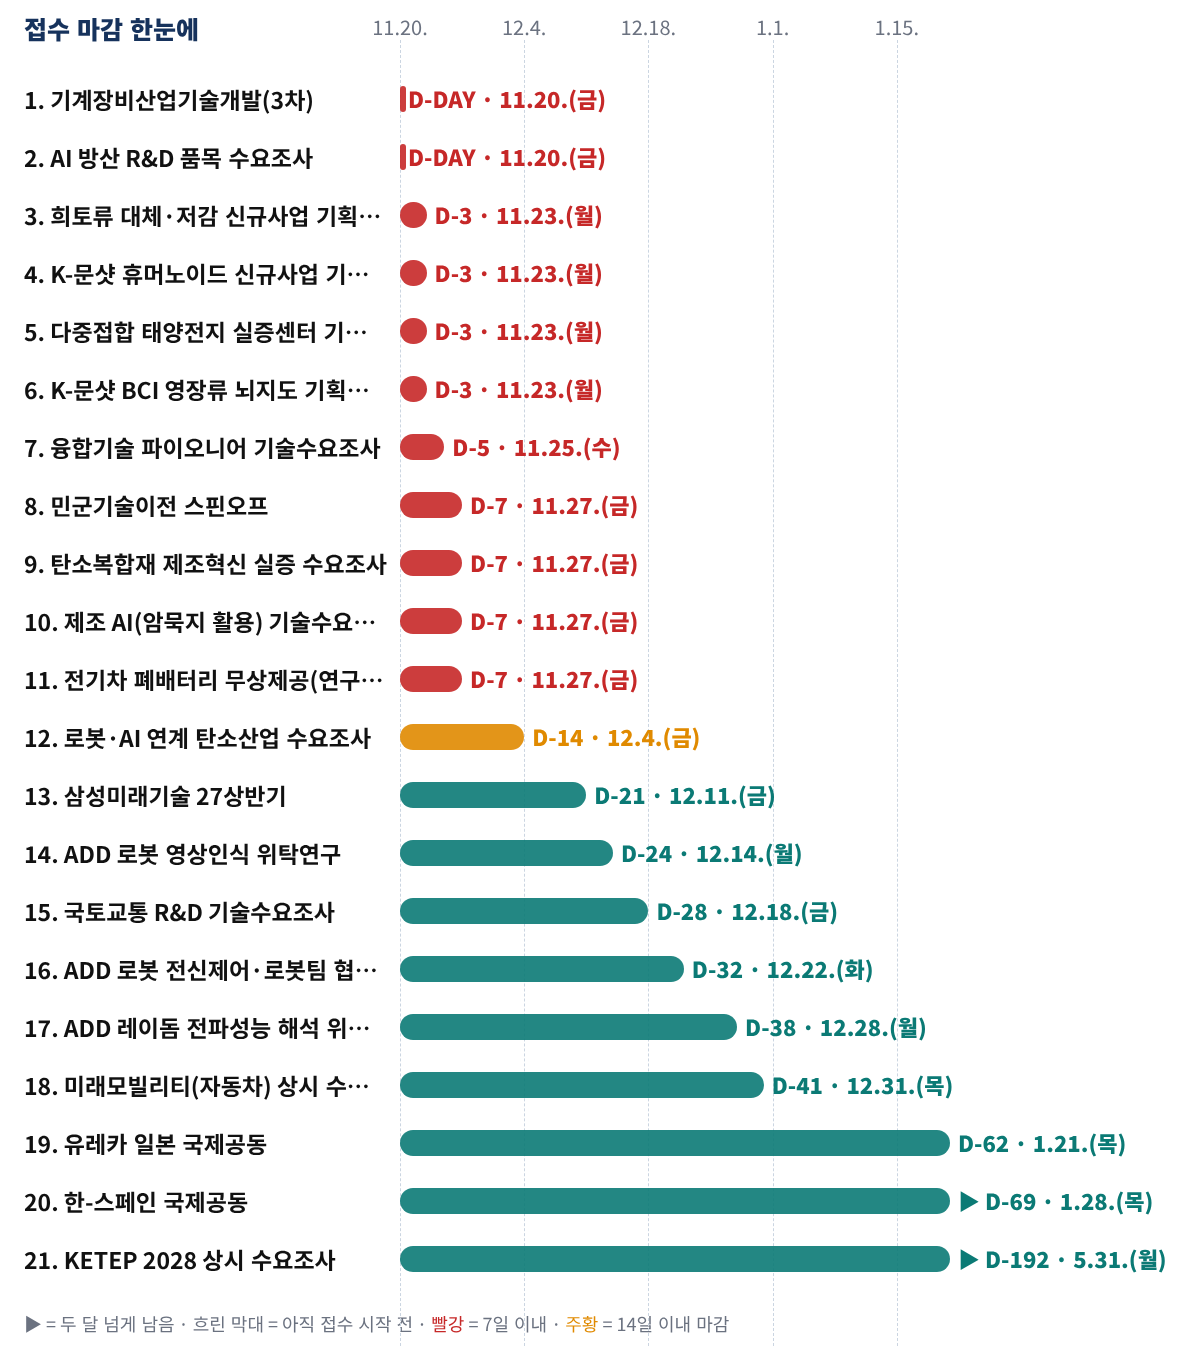 접수 마감 한눈에
11.20. 12.4. 12.18. 1.1. 1.15.
1. 기계장비산업기술개발(3차) D-DAY · 11.20.(금)
2. AI 방산 R&D 품목 수요조사 D-DAY · 11.20.(금)
3. 희토류 대체·저감 신규사업 기획… D-3 · 11.23.(월)
4. K-문샷 휴머노이드 신규사업 기… D-3 · 11.23.(월)
5. 다중접합 태양전지 실증센터 기… D-3 · 11.23.(월)
6. K-문샷 BCI 영장류 뇌지도 기획… D-3 · 11.23.(월)
7. 융합기술 파이오니어 기술수요조사 D-5 · 11.25.(수)
8. 민군기술이전 스핀오프 D-7 · 11.27.(금)
9. 탄소복합재 제조혁신 실증 수요조사 D-7 · 11.27.(금)
10. 제조 AI(암묵지 활용) 기술수요… D-7 · 11.27.(금)
11. 전기차 폐배터리 무상제공(연구… D-7 · 11.27.(금)
12. 로봇·AI 연계 탄소산업 수요조사 D-14 · 12.4.(금)
13. 삼성미래기술 27상반기 D-21 · 12.11.(금)
14. ADD 로봇 영상인식 위탁연구 D-24 · 12.14.(월)
15. 국토교통 R&D 기술수요조사 D-28 · 12.18.(금)
16. ADD 로봇 전신제어·로봇팀 협… D-32 · 12.22.(화)
17. ADD 레이돔 전파성능 해석 위… D-38 · 12.28.(월)
18. 미래모빌리티(자동차) 상시 수… D-41 · 12.31.(목)
19. 유레카 일본 국제공동 D-62 · 1.21.(목)
20. 한-스페인 국제공동 ▶ D-69 · 1.28.(목)
21. KETEP 2028 상시 수요조사 ▶ D-192 · 5.31.(월)
▶ = 두 달 넘게 남음 · 흐린 막대 = 아직 접수 시작 전 · 빨강 = 7일 이내 · 주황 = 14일 이내 마감